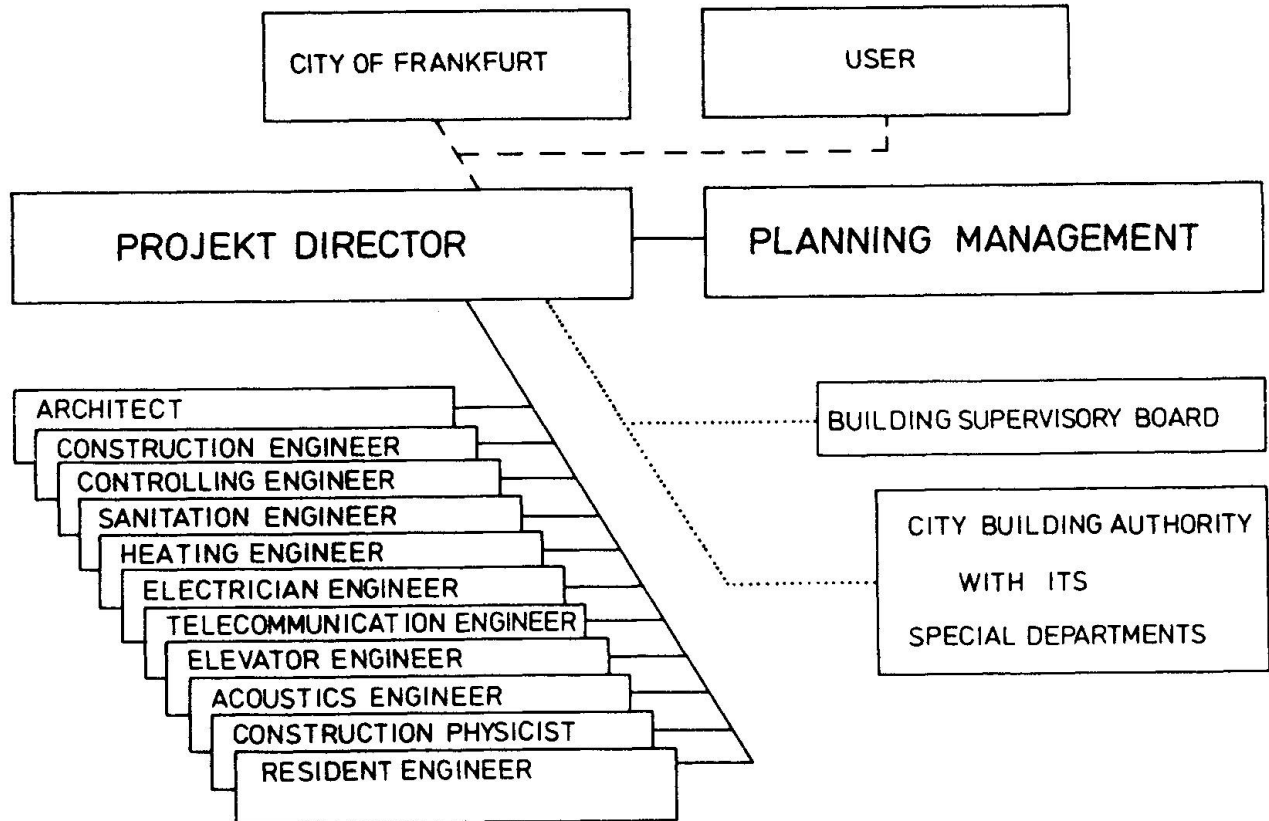 CITY OF FRANKFURT
USER
PROJEKT DIRECTOR
PLANNING MANAGEMENT
ARCHITECT
CONSTRUCTION ENGINEER
CONTROLLING ENGINEER
SANITATION ENGINEER
HEATING ENGINEER
ELECTRICIAN ENGINEER
TELECOMMUNICATION ENGINEER
ELEVATOR ENGINEER
ACOUSTICS ENGINEER
CONSTRUCTION PHYSICIST
RESIDENT ENGINEER
BUILDING SUPERVISORY BOARD
CITY BUILDING AUTHORITY
WITH ITS
SPECIAL DEPARTMENTS